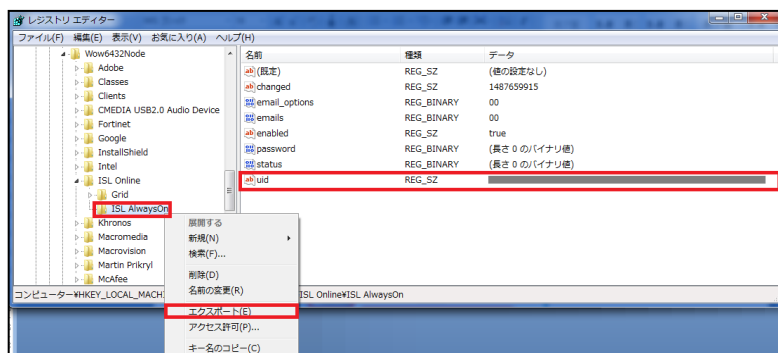 レジストリ エディター
ファイル(F) 編集(E) 表示(V) お気に入り(A) ヘルプ(H)
Wow6432Node
Adobe
Classes
Clients
CMEDIA USB2.0 Audio Device
Fortinet
Google
InstallShield
Intel
ISL Online
Grid
ISL AlwaysOn
Khronos
Macromedia
Macrovision
Martin Prikryl
McAfee
名前 種類 データ
(既定) REG_SZ (値の設定なし)
changed REG_SZ 1487659915
email_options REG_BINARY 00
emails REG_BINARY 00
enabled REG_SZ true
password REG_BINARY (長さ 0 のバイナリ値)
status REG_BINARY (長さ 0 のバイナリ値)
uid REG_SZ
展開する
新規(N)
検索(F)...
削除(D)
名前の変更(R)
エクスポート(E)
アクセス許可(P)...
キー名のコピー(C)
コンピューター¥HKEY_LOCAL_MACHI ISL Online¥ISL AlwaysOn